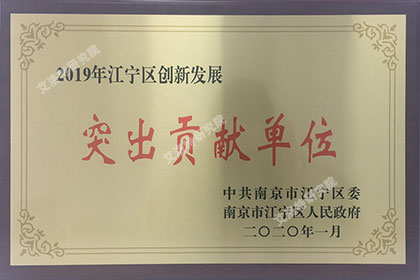 2019年江宁区创新发展
突出贡献单位
中共南京市江宁区委
南京市江宁区人民政府
二〇二〇年一月